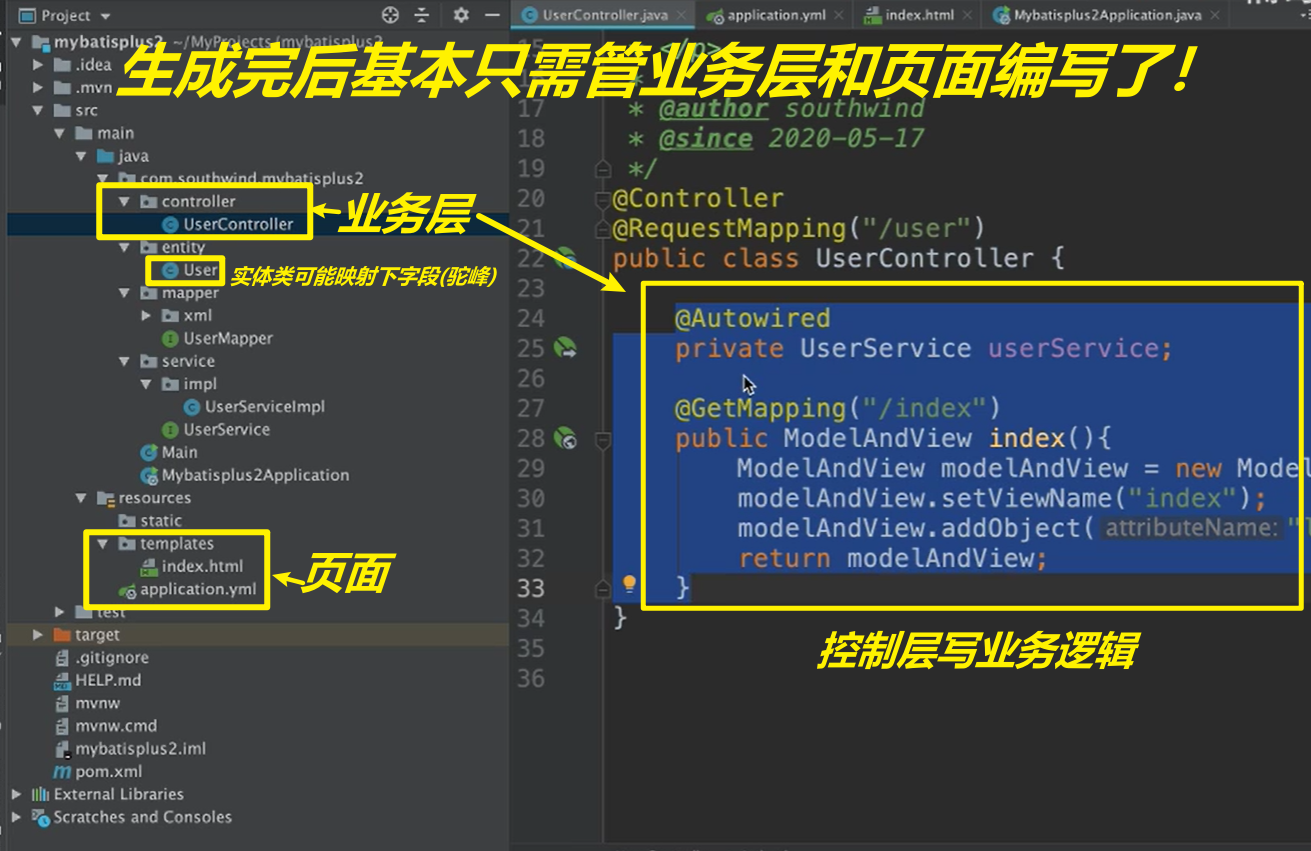 Project
UserController.java
application.yml
index.html
Mybatisplus2Application.java
生成完后基本只需管业务层和页面编写了!
mybatisplus2 ~/MyProjects/mybatisplus2
.idea
.mvn
src
main
java
com.southwind.mybatisplus2
controller
UserController
业务层
entity
User
实体类可能映射下字段(驼峰)
mapper
xml
UserMapper
service
impl
UserServiceImpl
UserService
Main
Mybatisplus2Application
resources
static
templates
index.html
application.yml
页面
test
target
.gitignore
HELP.md
mvnw
mvnw.cmd
mybatisplus2.iml
pom.xml
External Libraries
Scratches and Consoles
</p>
17 * @author southwind
18 * @since 2020-05-17
19 */
20 @Controller
21 @RequestMapping("/user")
22 public class UserController {
23
24 @Autowired
25 private UserService userService;
26
27 @GetMapping("/index")
28 public ModelAndView index(){
29 ModelAndView modelAndView = new Model
30 modelAndView.setViewName("index");
31 modelAndView.addObject( attributeName: "l
32 return modelAndView;
33 }
34 }
35
36
控制层写业务逻辑